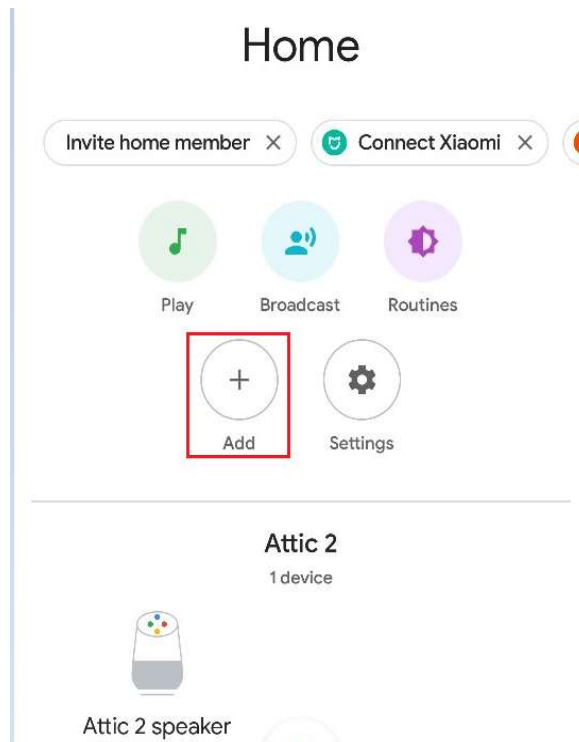 Home
Invite home member
Connect Xiaomi
Play
Broadcast
Routines
Add
Settings
Attic 2
1 device
Attic 2 speaker